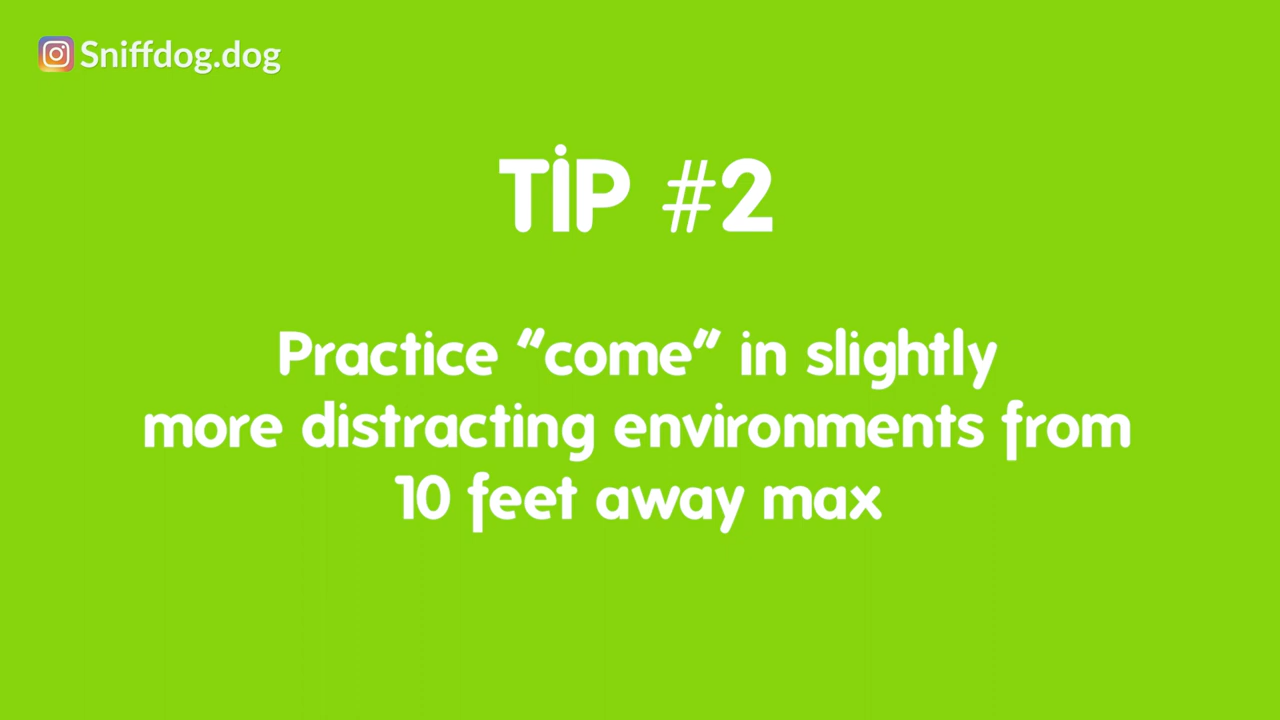 Sniffdog.dog
TiP #2
Practice “come” in slightly
more distracting environments from
10 feet away max